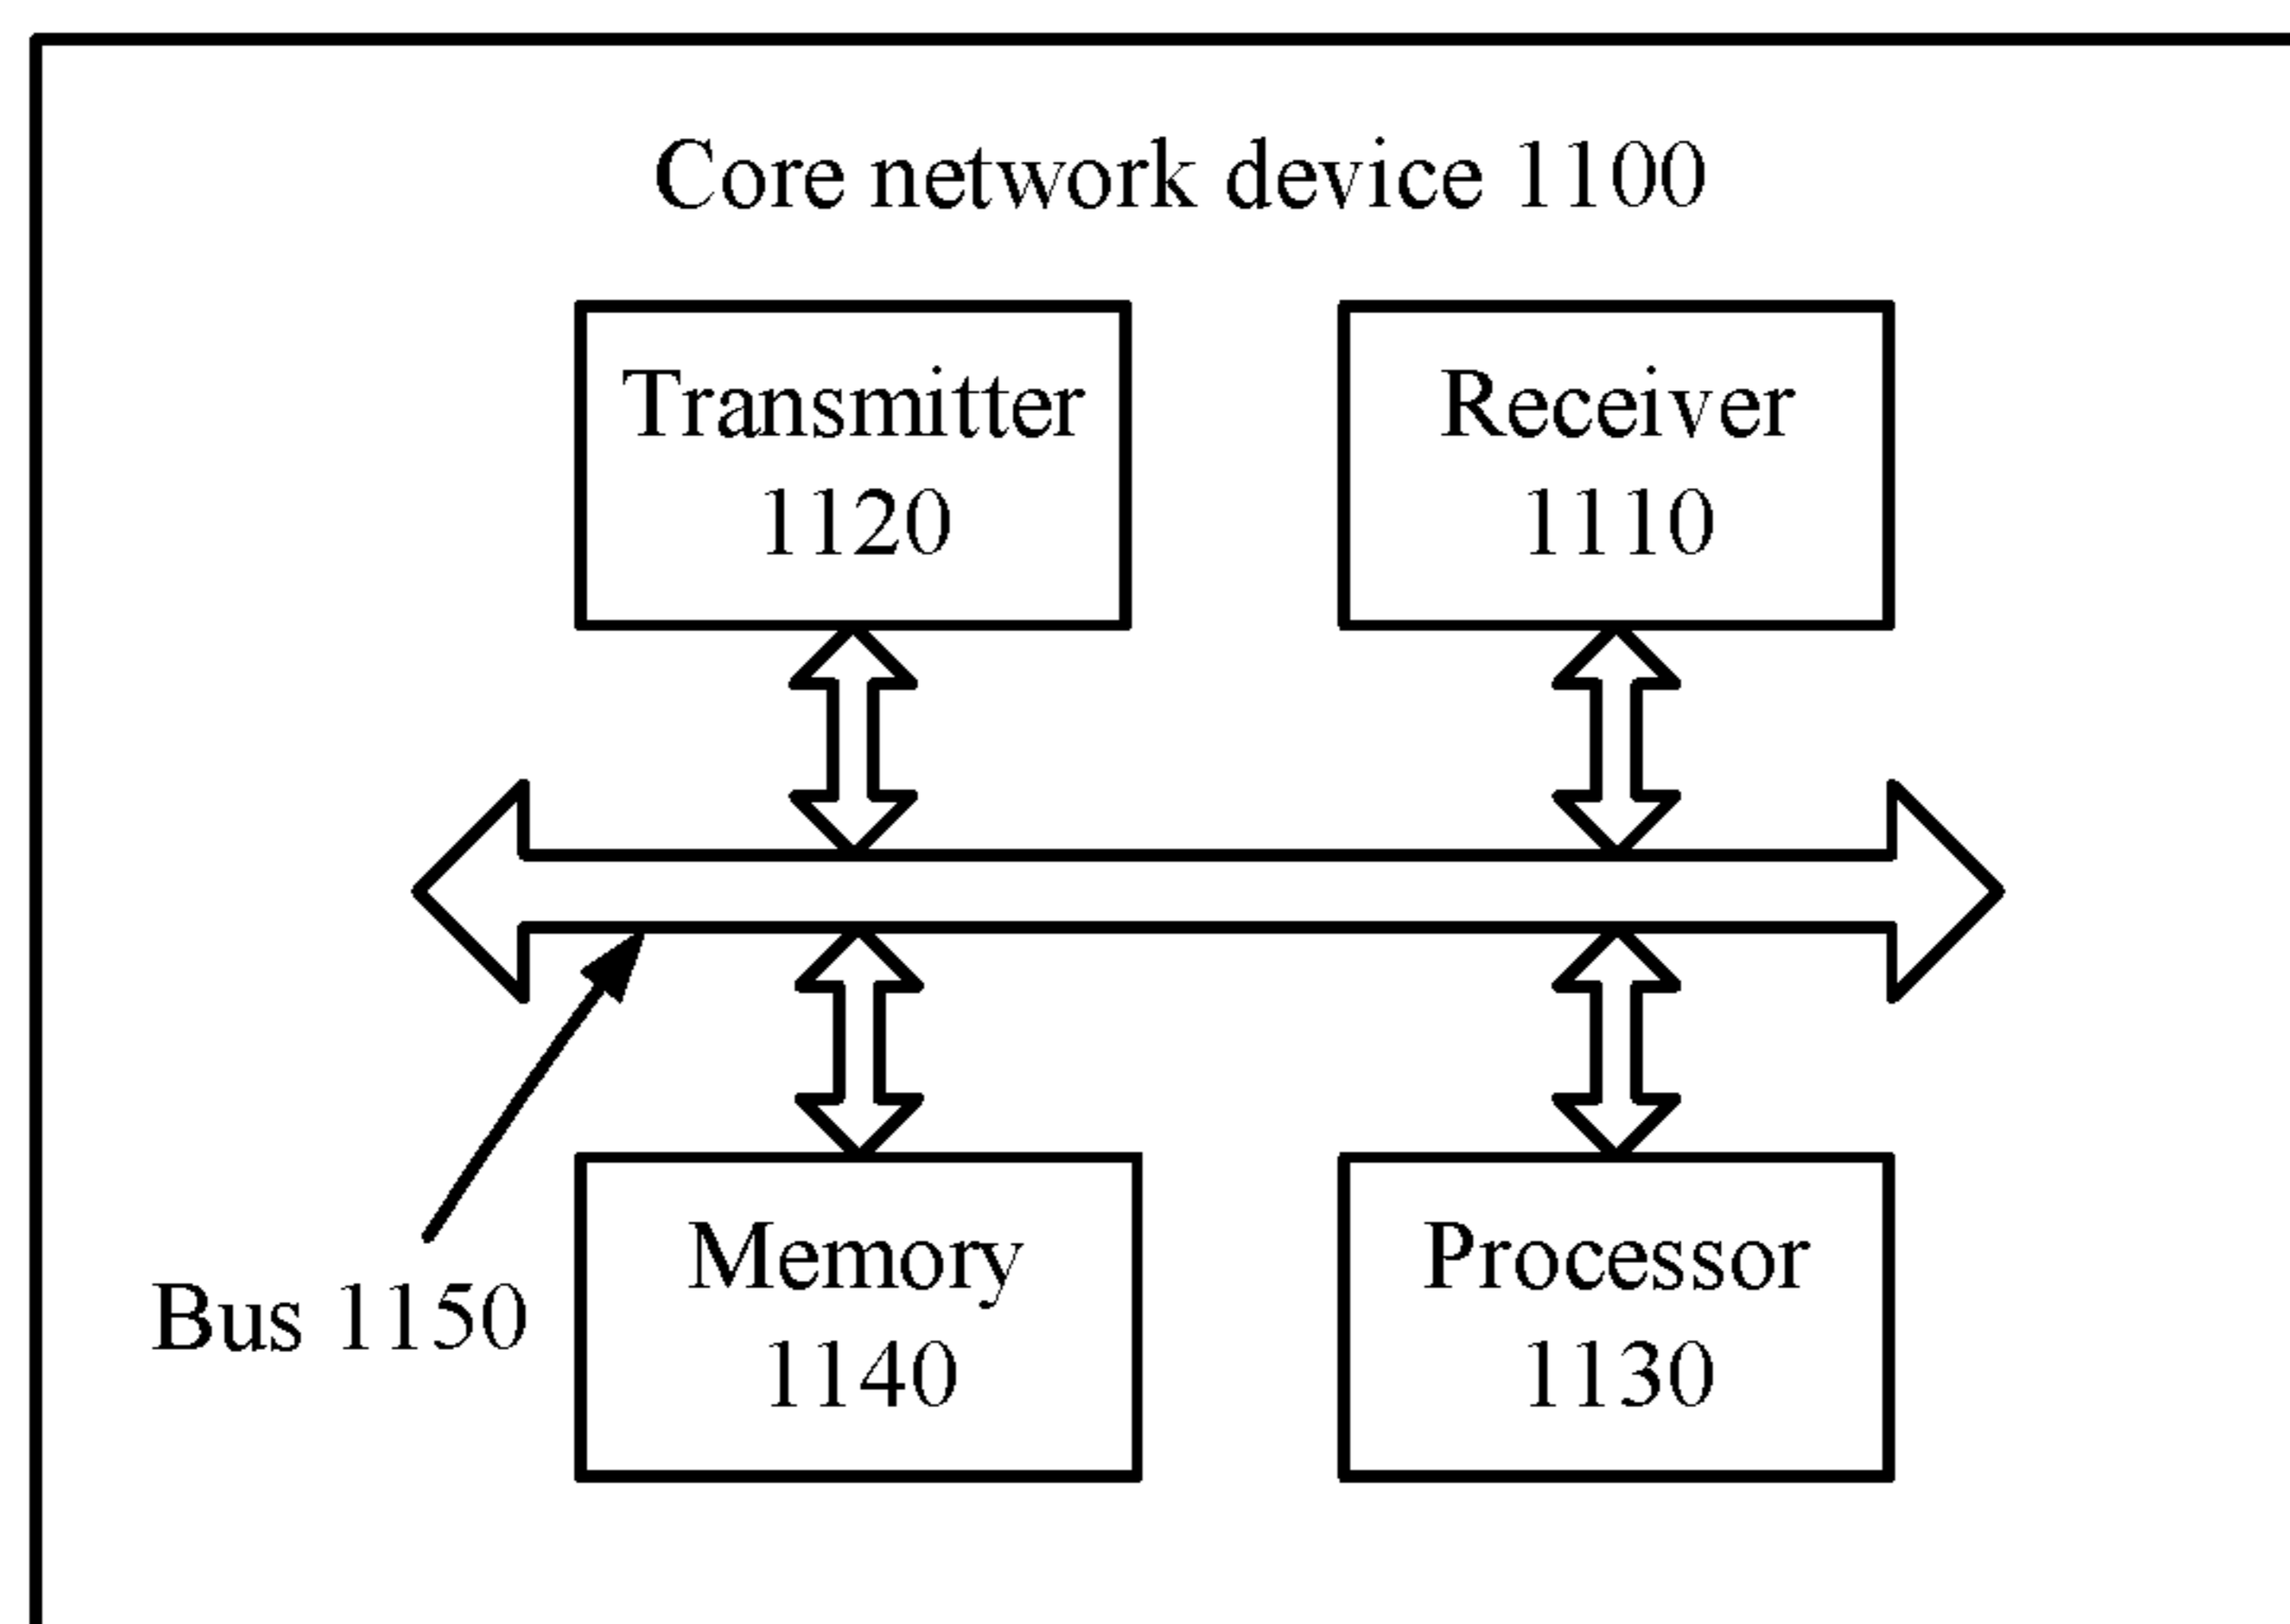 Core network device 1100
Transmitter
1120
Receiver
1110
Bus 1150
Memory
1140
Processor
1130